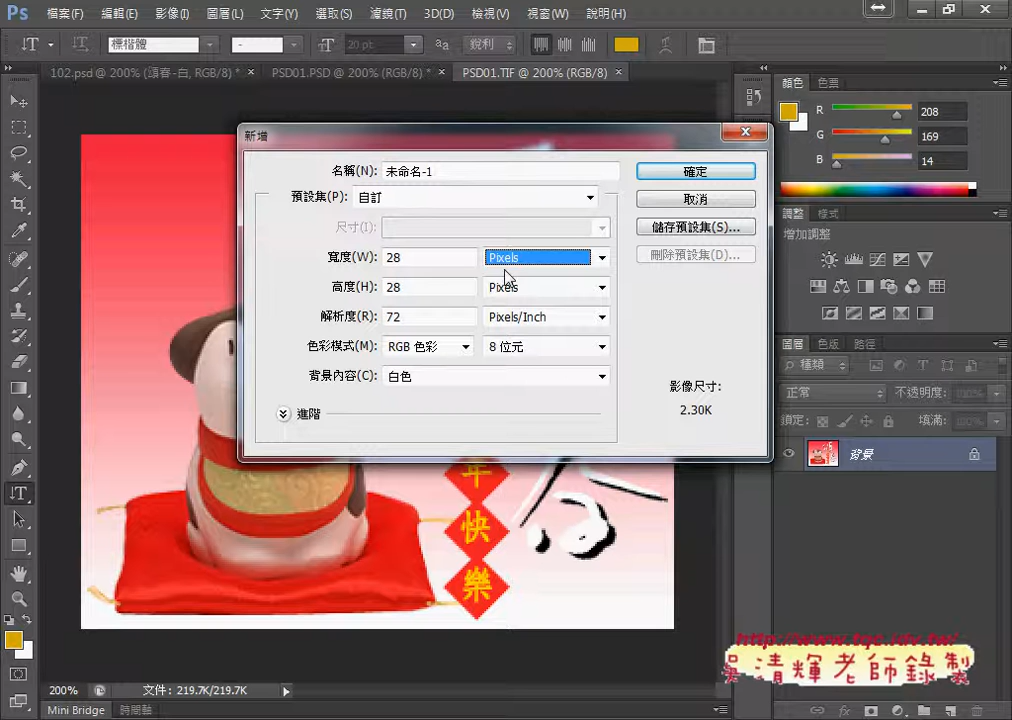 Ps 檔案(F) 編輯(E) 影像(I) 圖層(L) 文字(Y) 選取(S) 濾鏡(T) 3D(D) 檢視(V) 視窗(W) 說明(H)
T 標楷體 - 20 pt aa 銳利
102.psd @ 200% (頌春-白, RGB/8) * × PSD01.PSD @ 200% (RGB/8) * × PSD01.TIF @ 200% (RGB/8) ×
顏色 色票
R 208
G 169
B 14
新增
名稱(N): 未命名-1
確定
預設集(P): 自訂
取消
尺寸(I):
儲存預設集(S)...
寬度(W): 28 Pixels
刪除預設集(D)...
高度(H): 28 Pixels
解析度(R): 72 Pixels/Inch
色彩模式(M): RGB 色彩 8 位元
背景內容(C): 白色
影像尺寸:
2.30K
進階
調整 樣式
增加調整
圖層 色版 路徑
種類
正常 不透明度: 100%
鎖定: 填滿: 100%
背景
年
快
樂
http://www.tqc.idv.tw/
吳清輝老師錄製
200% 文件: 219.7K/219.7K
Mini Bridge 時間軸